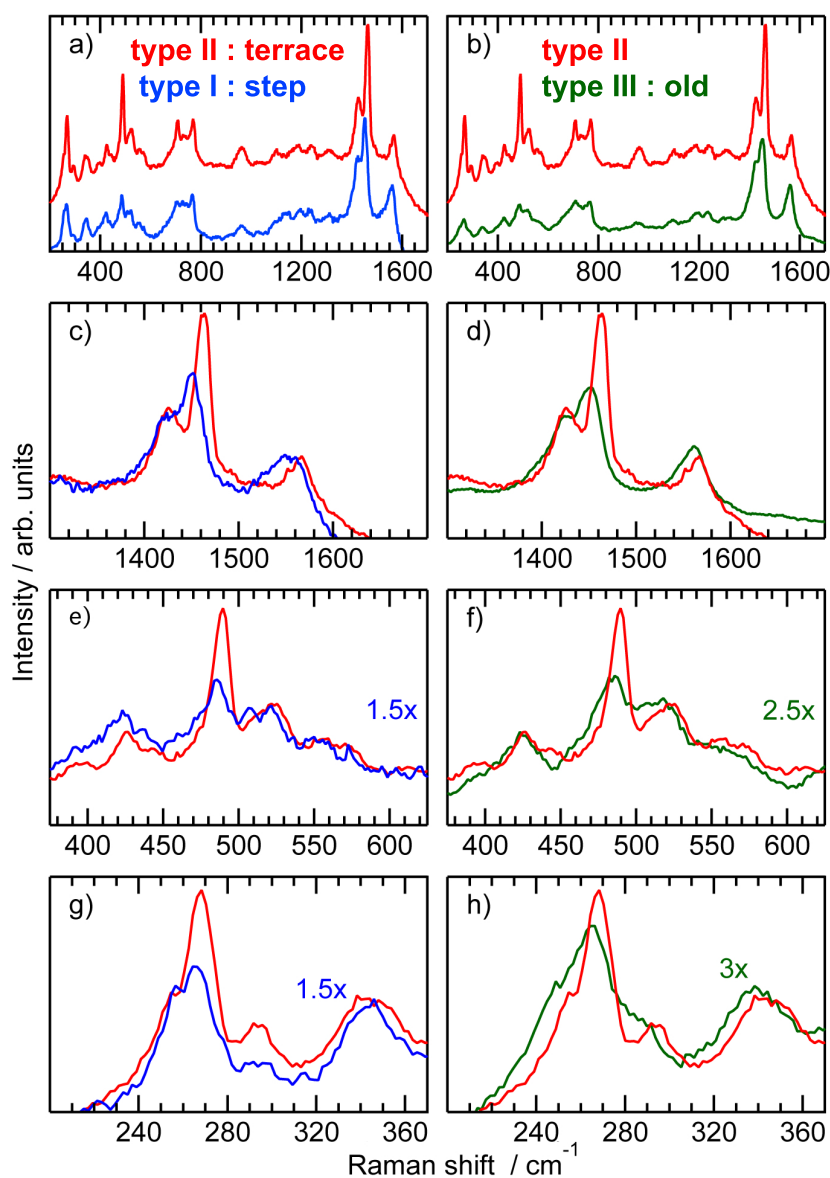 a)
type II : terrace
type I : step
b)
type II
type III : old
400 800 1200 1600
400 800 1200 1600
c)
d)
1400 1500 1600
1400 1500 1600
e)
1.5x
f)
2.5x
400 450 500 550 600
400 450 500 550 600
g)
1.5x
h)
3x
240 280 320 360
240 280 320 360
Intensity / arb. units
Raman shift / cm-1